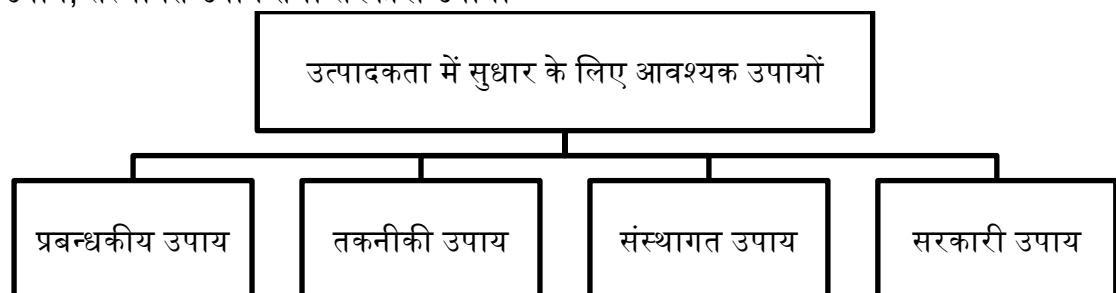 उत्पादकता में सुधार के लिए आवश्यक उपायों
प्रबन्धकीय उपाय
तकनीकी उपाय
संस्थागत उपाय
सरकारी उपाय